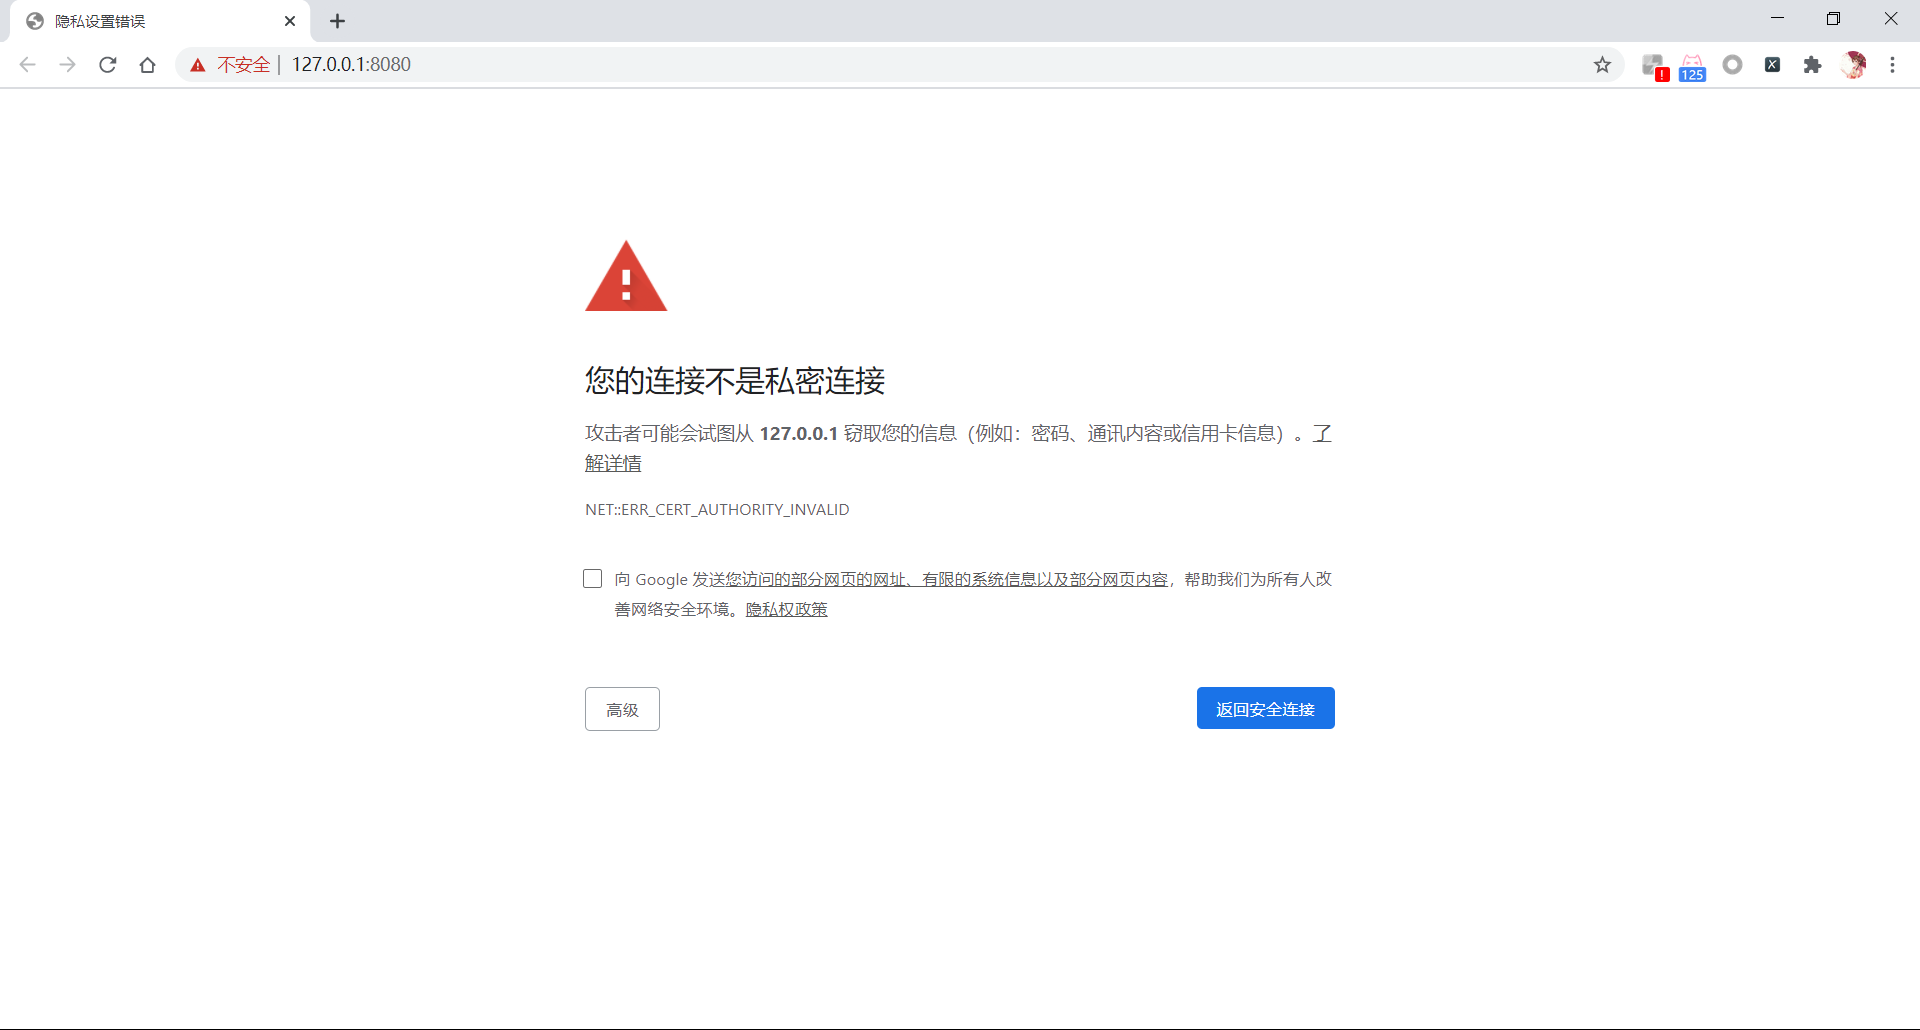 隐私设置错误
不安全 | 127.0.0.1:8080
!
125
X
您的连接不是私密连接
攻击者可能会试图从 127.0.0.1 窃取您的信息（例如：密码、通讯内容或信用卡信息）。了
解详情
NET::ERR_CERT_AUTHORITY_INVALID
向 Google 发送您访问的部分网页的网址、有限的系统信息以及部分网页内容，帮助我们为所有人改
善网络安全环境。隐私权政策
高级
返回安全连接